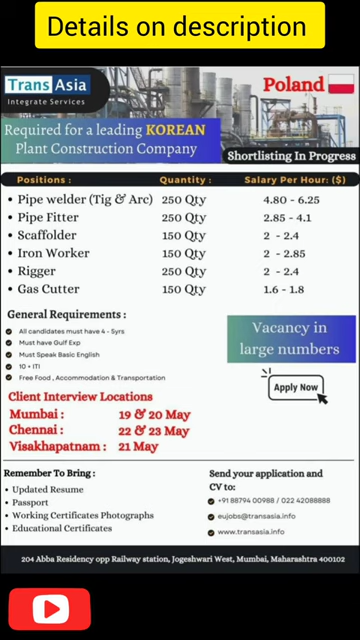 Details on description
Trans Asia
Integrate Services
Poland
Required for a leading KOREAN
Plant Construction Company
Shortlisting In Progress
Positions : Quantity : Salary Per Hour: ($)
• Pipe welder (Tig & Arc) 250 Qty 4.80 - 6.25
• Pipe Fitter 250 Qty 2.85 - 4.1
• Scaffolder 150 Qty 2 - 2.4
• Iron Worker 150 Qty 2 - 2.85
• Rigger 250 Qty 2 - 2.4
• Gas Cutter 150 Qty 1.6 - 1.8
General Requirements :
All candidates must have 4 - 5yrs
Must have Gulf Exp
Must Speak Basic English
10 + ITI
Free Food , Accommodation & Transportation
Vacancy in
large numbers
Apply Now
Client Interview Locations
Mumbai : 19 & 20 May
Chennai : 22 & 23 May
Visakhapatnam : 21 May
Remember To Bring :
• Updated Resume
• Passport
• Working Certificates Photographs
• Educational Certificates
Send your application and
CV to:
+91 88794 00988 / 022 42088888
eujobs@transasia.info
www.transasia.info
204 Abba Residency opp Railway station, Jogeshwari West, Mumbai, Maharashtra 400102